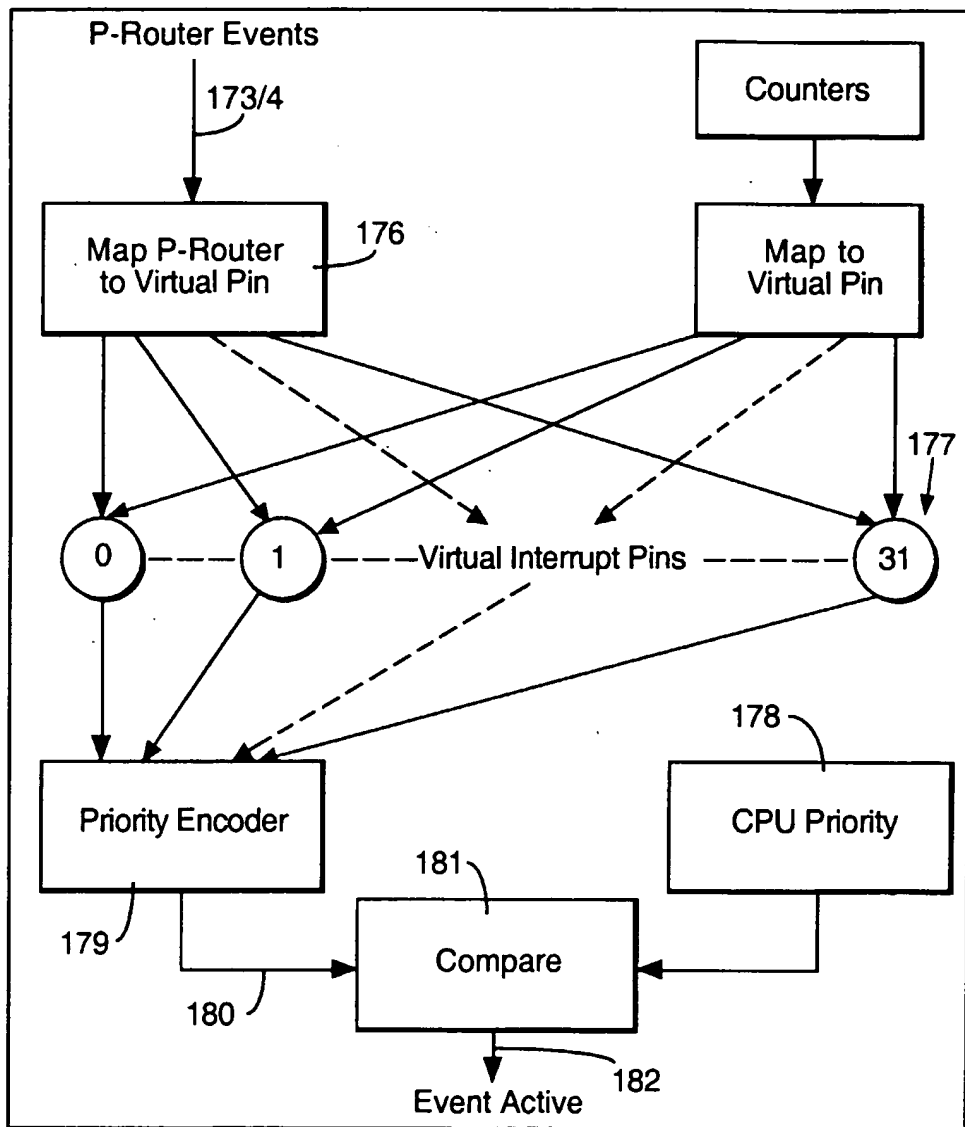 P-Router Events
173/4
Counters
Map P-Router
to Virtual Pin
176
Map to
Virtual Pin
177
0
1
Virtual Interrupt Pins
31
178
Priority Encoder
CPU Priority
181
179
Compare
180
182
Event Active